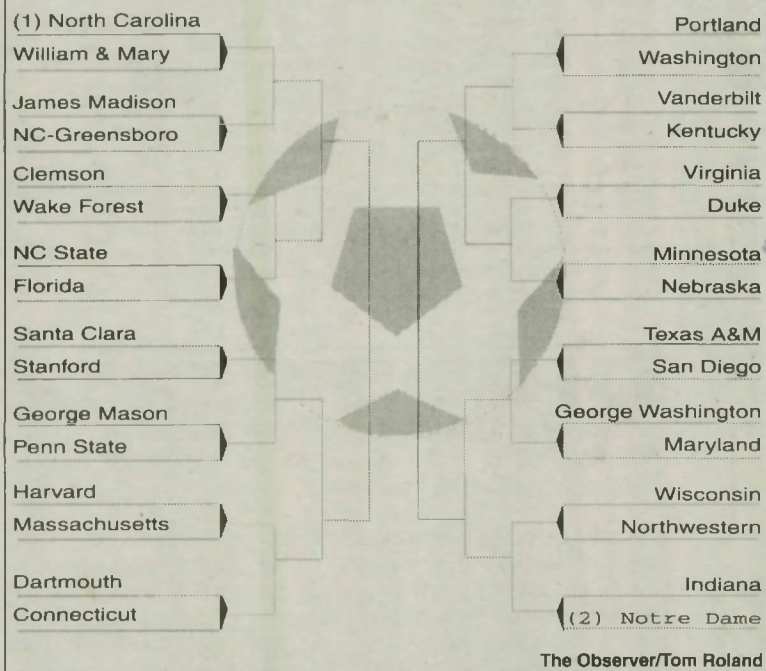 (1) North Carolina
William & Mary
James Madison
NC-Greensboro
Clemson
Wake Forest
NC State
Florida
Santa Clara
Stanford
George Mason
Penn State
Harvard
Massachusetts
Dartmouth
Connecticut
Portland
Washington
Vanderbilt
Kentucky
Virginia
Duke
Minnesota
Nebraska
Texas A&M
San Diego
George Washington
Maryland
Wisconsin
Northwestern
Indiana
(2) Notre Dame
The Observer/Tom Roland